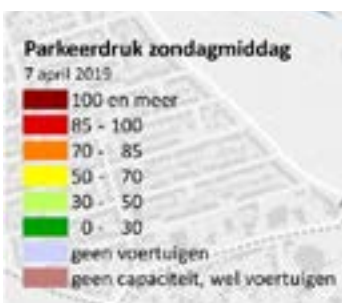 Parkeerdruk zondagmiddag
7 april 2019
100 en meer
85 - 100
70 - 85
50 - 70
30 - 50
0 - 30
geen voertuigen
geen capaciteit, wel voertuigen